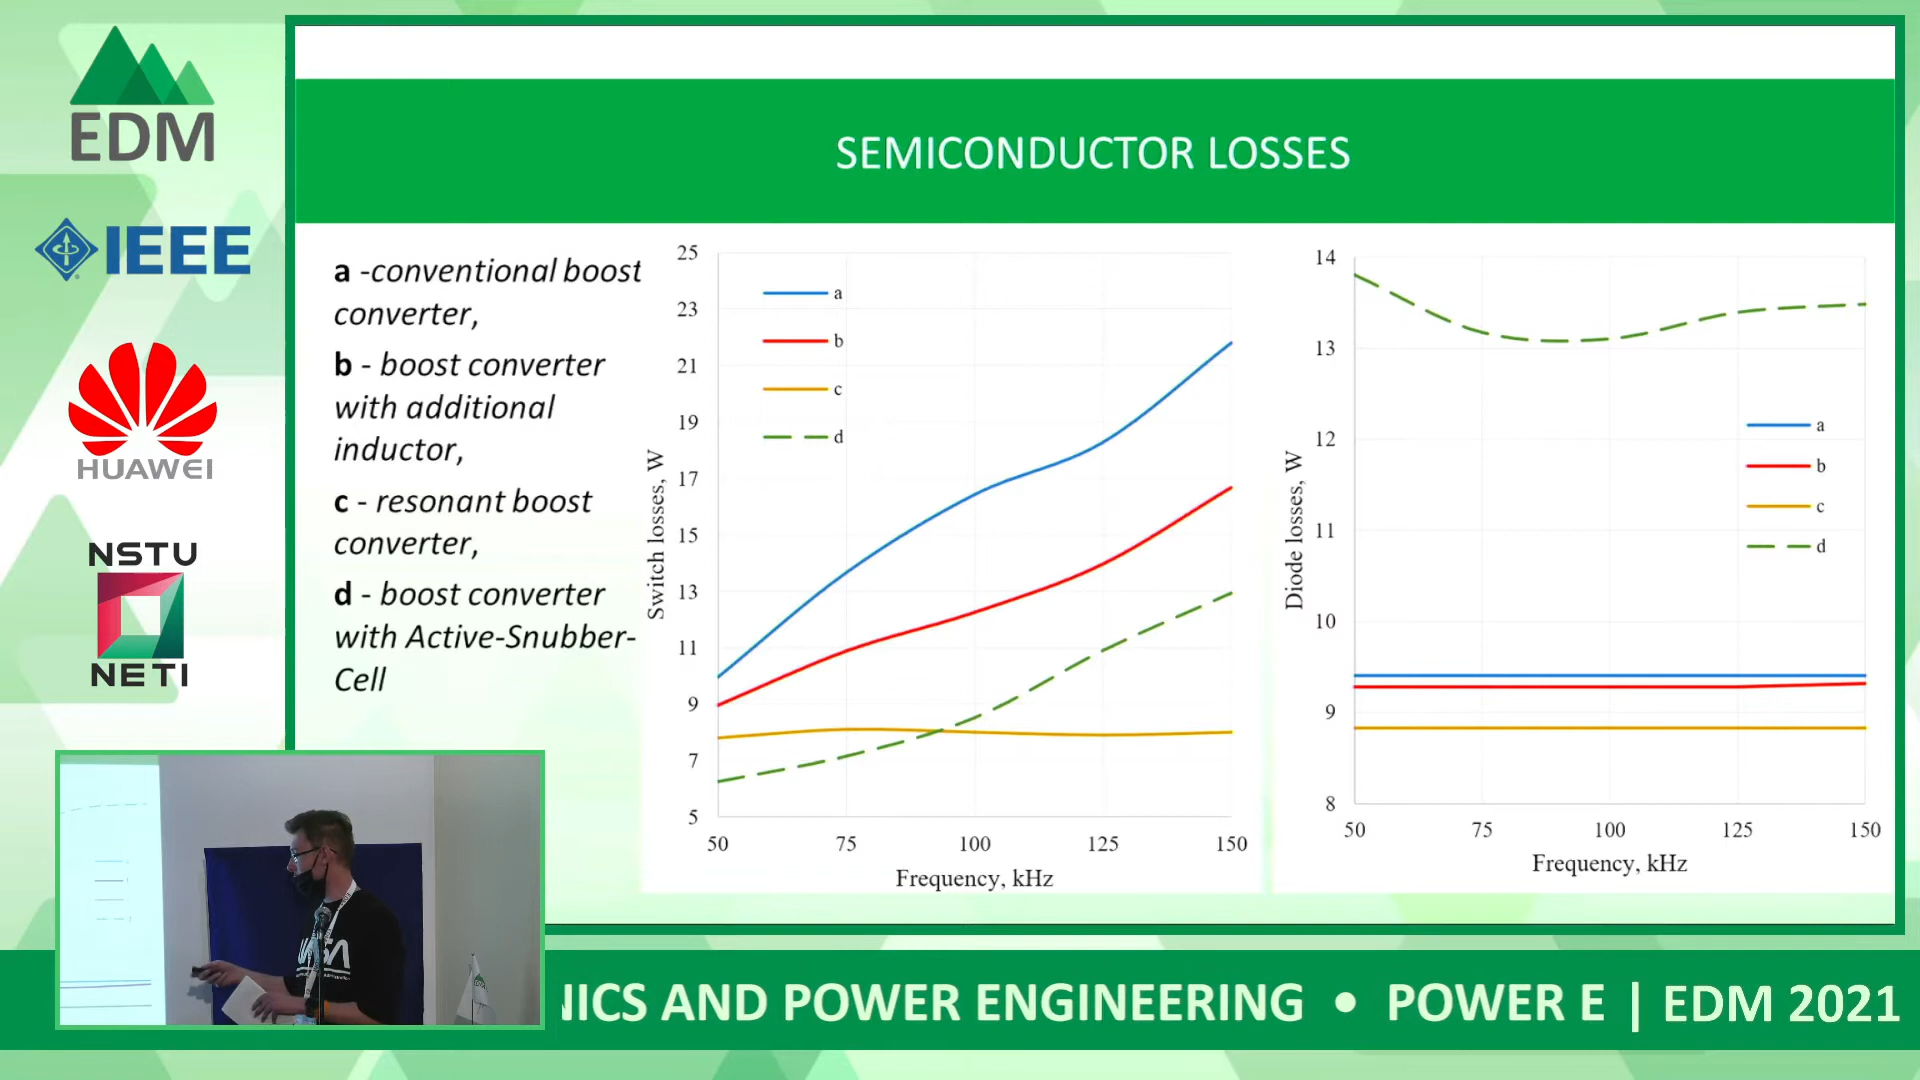 EDM
IEEE
HUAWEI
NSTU
NETI
SEMICONDUCTOR LOSSES
a -conventional boost
converter,
b - boost converter
with additional
inductor,
c - resonant boost
converter,
d - boost converter
with Active-Snubber-
Cell
25
23
21
19
17
15
13
11
9
7
5
Switch losses, W
a
b
c
d
50 75 100 125 150
Frequency, kHz
14
13
12
11
10
9
8
Diode losses, W
a
b
c
d
50 75 100 125 150
Frequency, kHz
NICS AND POWER ENGINEERING • POWER E | EDM 2021